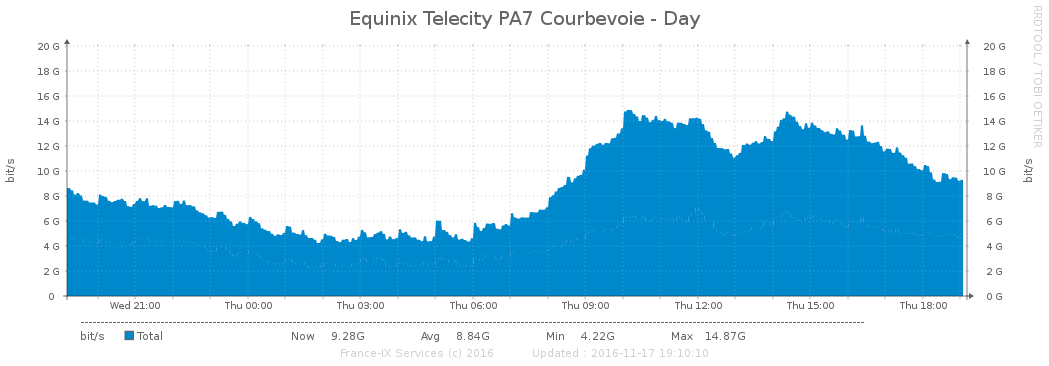 Equinix Telecity PA7 Courbevoie - Day
RRDTOOL / TOBI OETIKER
20 G 20 G
18 G 18 G
16 G 16 G
14 G 14 G
12 G 12 G
10 G 10 G
8 G 8 G
6 G 6 G
4 G 4 G
2 G 2 G
0 0 G
bit/s
bit/s
Wed 21:00 Thu 00:00 Thu 03:00 Thu 06:00 Thu 09:00 Thu 12:00 Thu 15:00 Thu 18:00
bit/s Total Now 9.28G Avg 8.84G Min 4.22G Max 14.87G
France-IX Services (c) 2016 Updated : 2016-11-17 19:10:10